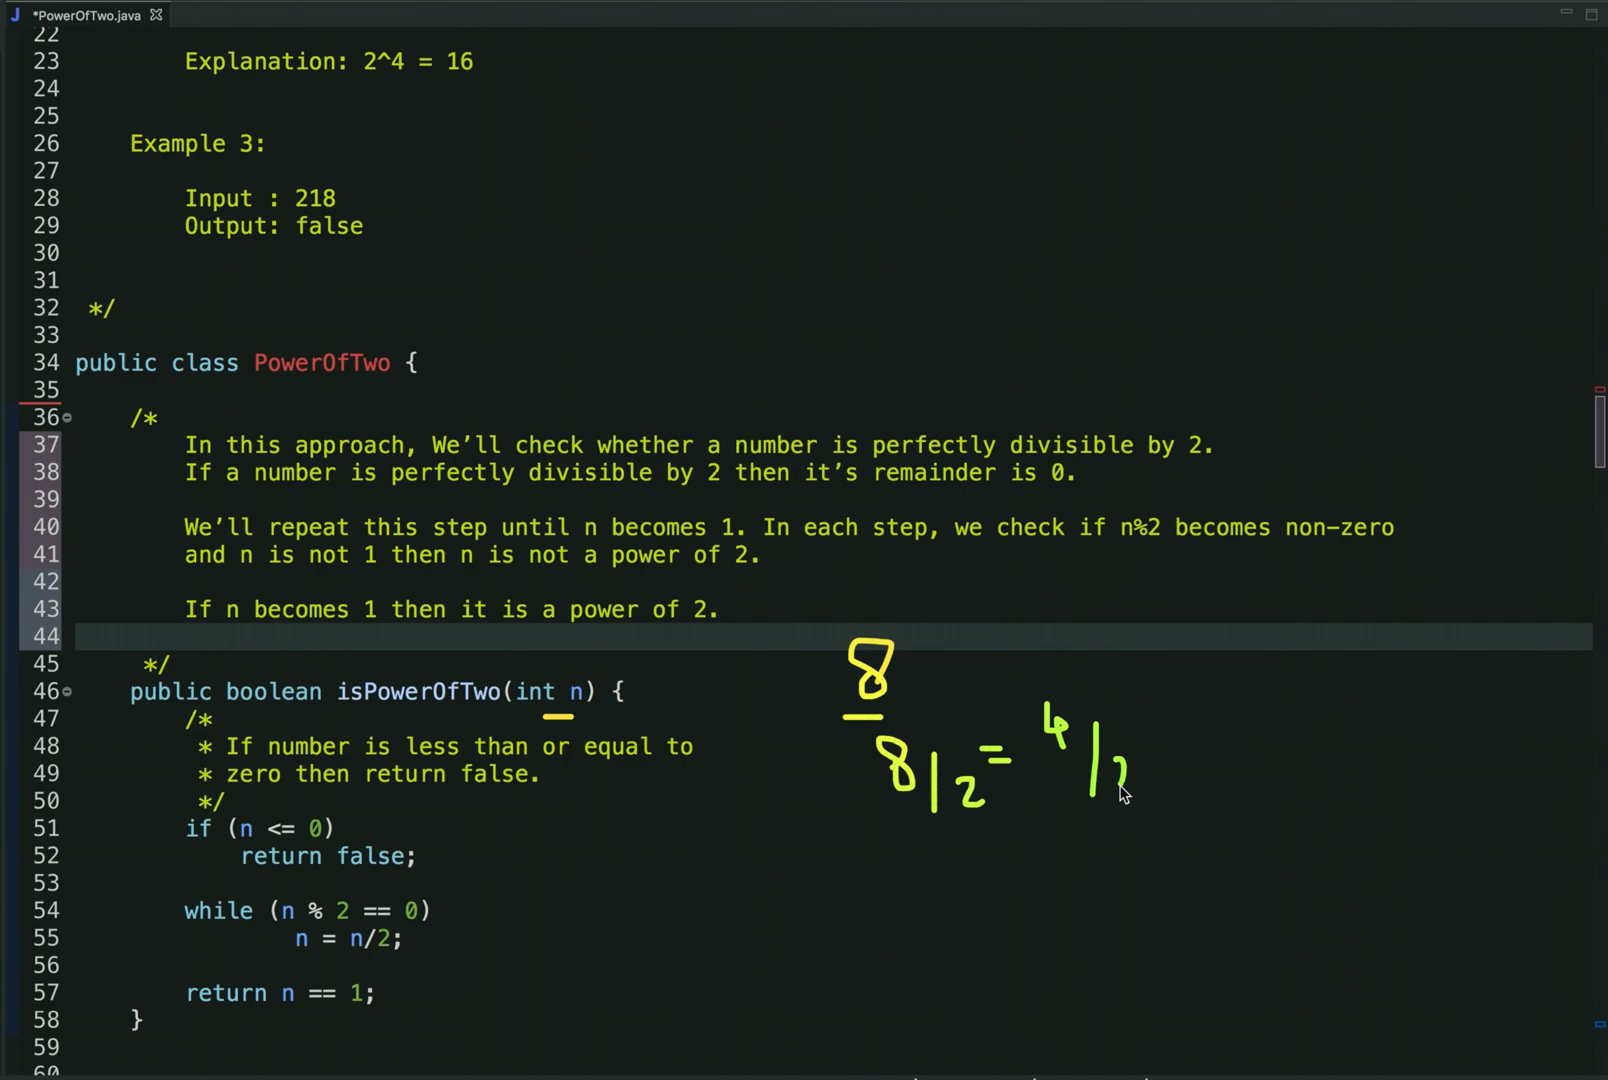 *PowerOfTwo.java
22
23 Explanation: 2^4 = 16
24
25
26 Example 3:
27
28 Input : 218
29 Output: false
30
31
32 */
33
34 public class PowerOfTwo {
35
36 /*
37 In this approach, We’ll check whether a number is perfectly divisible by 2.
38 If a number is perfectly divisible by 2 then it’s remainder is 0.
39
40 We’ll repeat this step until n becomes 1. In each step, we check if n%2 becomes non-zero
41 and n is not 1 then n is not a power of 2.
42
43 If n becomes 1 then it is a power of 2.
44
45 */
8
46 public boolean isPowerOfTwo(int n) {
47 /*
48 * If number is less than or equal to
8/2 = 4/2
49 * zero then return false.
50 */
51 if (n <= 0)
52 return false;
53
54 while (n % 2 == 0)
55 n = n/2;
56
57 return n == 1;
58 }
59
60